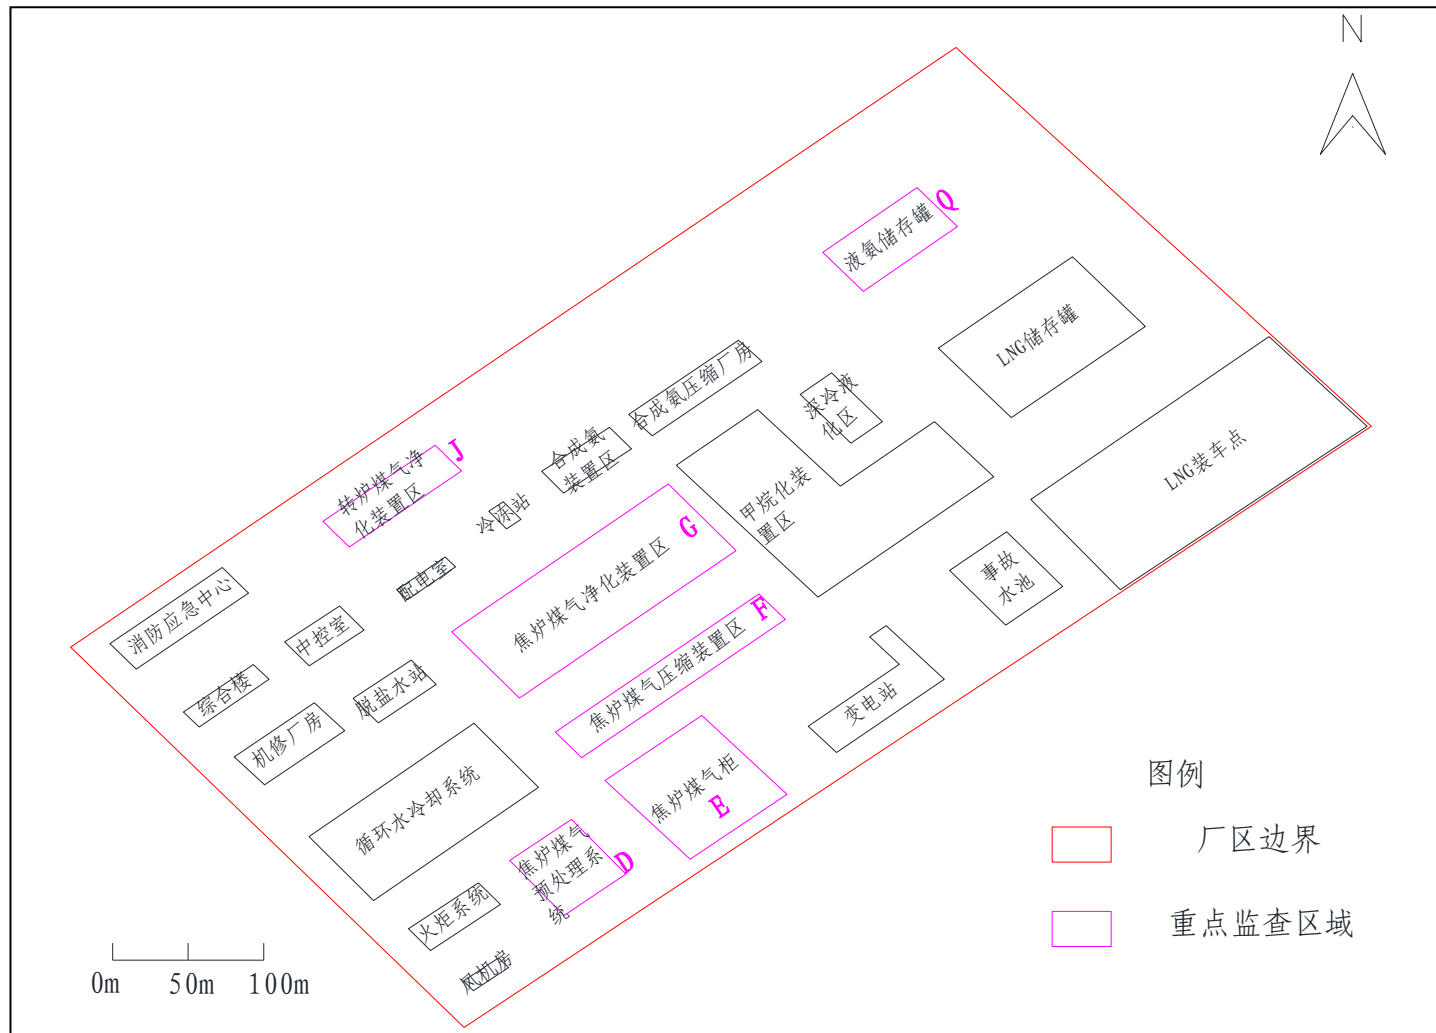 N
液氨储存罐
Q
LNG储存罐
合成氨压缩厂房
深冷液
化区
LNG装车点
合成氨
装置区
转炉煤气净
化装置区
J
冷冻站
甲烷化装
置区
焦炉煤气净化装置区
G
配电室
事故
水池
消防应急中心
中控室
焦炉煤气压缩装置区
F
综合楼
脱盐水站
机修厂房
变电站
焦炉煤气柜
E
循环水冷却系统
焦炉煤气
预处理系
统
D
火炬系统
风机房
图例
厂区边界
重点监查区域
0m
50m
100m